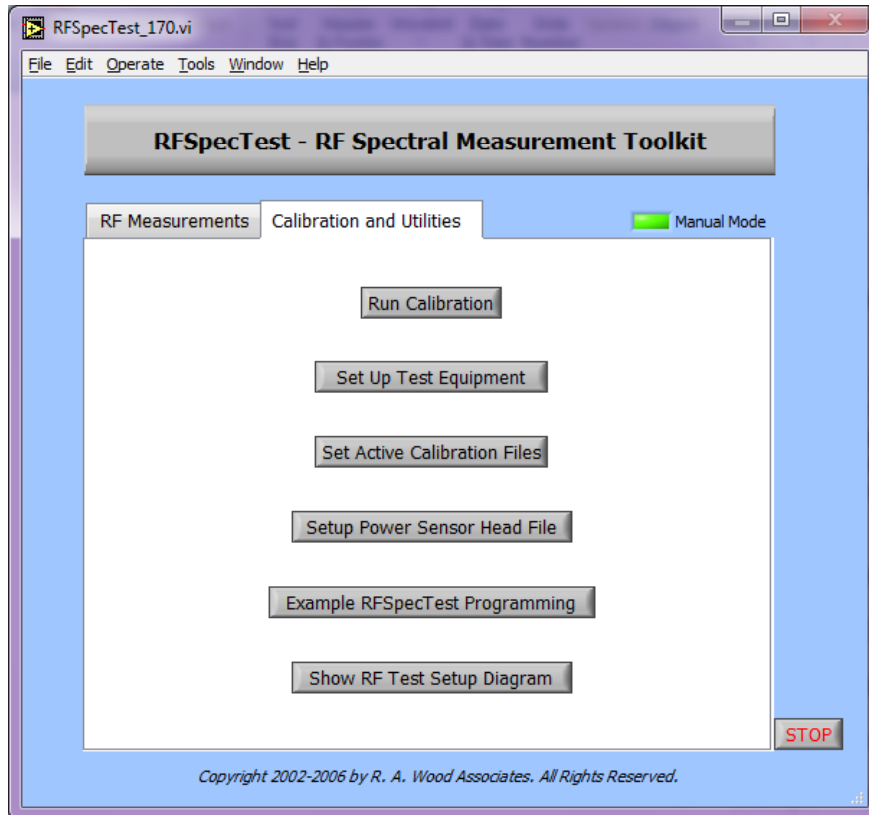 RFSpecTest_170.vi
File Edit Operate Tools Window Help
RFSpecTest - RF Spectral Measurement Toolkit
RF Measurements Calibration and Utilities Manual Mode
Run Calibration
Set Up Test Equipment
Set Active Calibration Files
Setup Power Sensor Head File
Example RFSpecTest Programming
Show RF Test Setup Diagram
STOP
Copyright 2002-2006 by R. A. Wood Associates. All Rights Reserved.